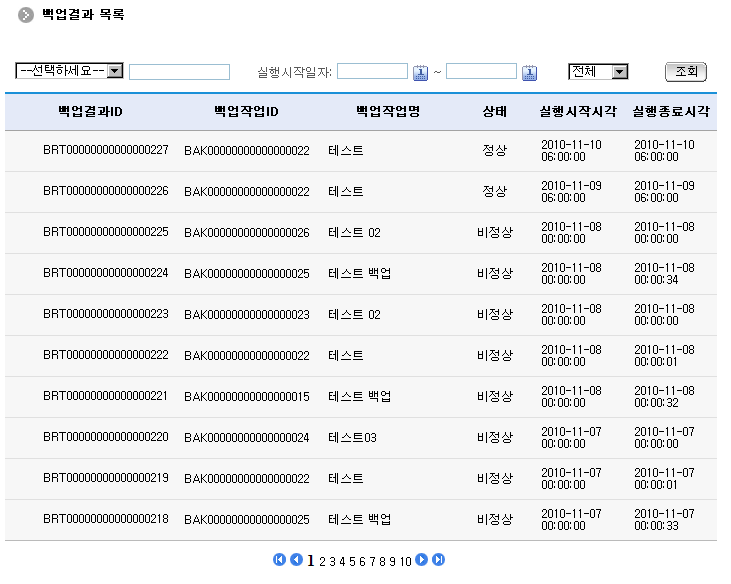 백업결과 목록
--선택하세요-- 실행시작일자: ~ 전체 조회
백업결과ID 백업작업ID 백업작업명 상태 실행시작시각 실행종료시각
BRT00000000000000227 BAK00000000000000022 테스트 정상 2010-11-10 06:00:00 2010-11-10 06:00:00
BRT00000000000000226 BAK00000000000000022 테스트 정상 2010-11-09 06:00:00 2010-11-09 06:00:00
BRT00000000000000225 BAK00000000000000026 테스트 02 비정상 2010-11-08 00:00:00 2010-11-08 00:00:00
BRT00000000000000224 BAK00000000000000025 테스트 백업 비정상 2010-11-08 00:00:00 2010-11-08 00:00:34
BRT00000000000000223 BAK00000000000000023 테스트 02 비정상 2010-11-08 00:00:00 2010-11-08 00:00:00
BRT00000000000000222 BAK00000000000000022 테스트 비정상 2010-11-08 00:00:00 2010-11-08 00:00:01
BRT00000000000000221 BAK00000000000000015 테스트 백업 비정상 2010-11-08 00:00:00 2010-11-08 00:00:32
BRT00000000000000220 BAK00000000000000024 테스트03 비정상 2010-11-07 00:00:00 2010-11-07 00:00:00
BRT00000000000000219 BAK00000000000000022 테스트 비정상 2010-11-07 00:00:00 2010-11-07 00:00:01
BRT00000000000000218 BAK00000000000000025 테스트 백업 비정상 2010-11-07 00:00:00 2010-11-07 00:00:33
1 2 3 4 5 6 7 8 9 10